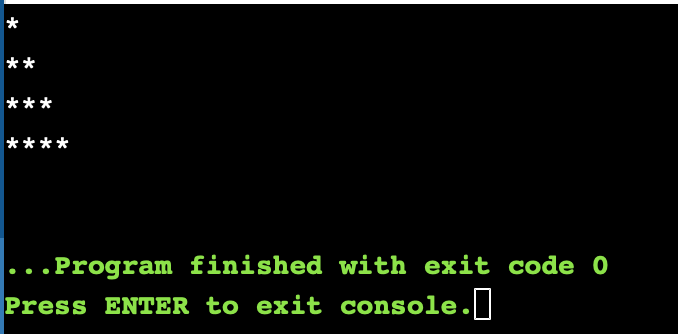 *
**
***
****
...Program finished with exit code 0
Press ENTER to exit console.